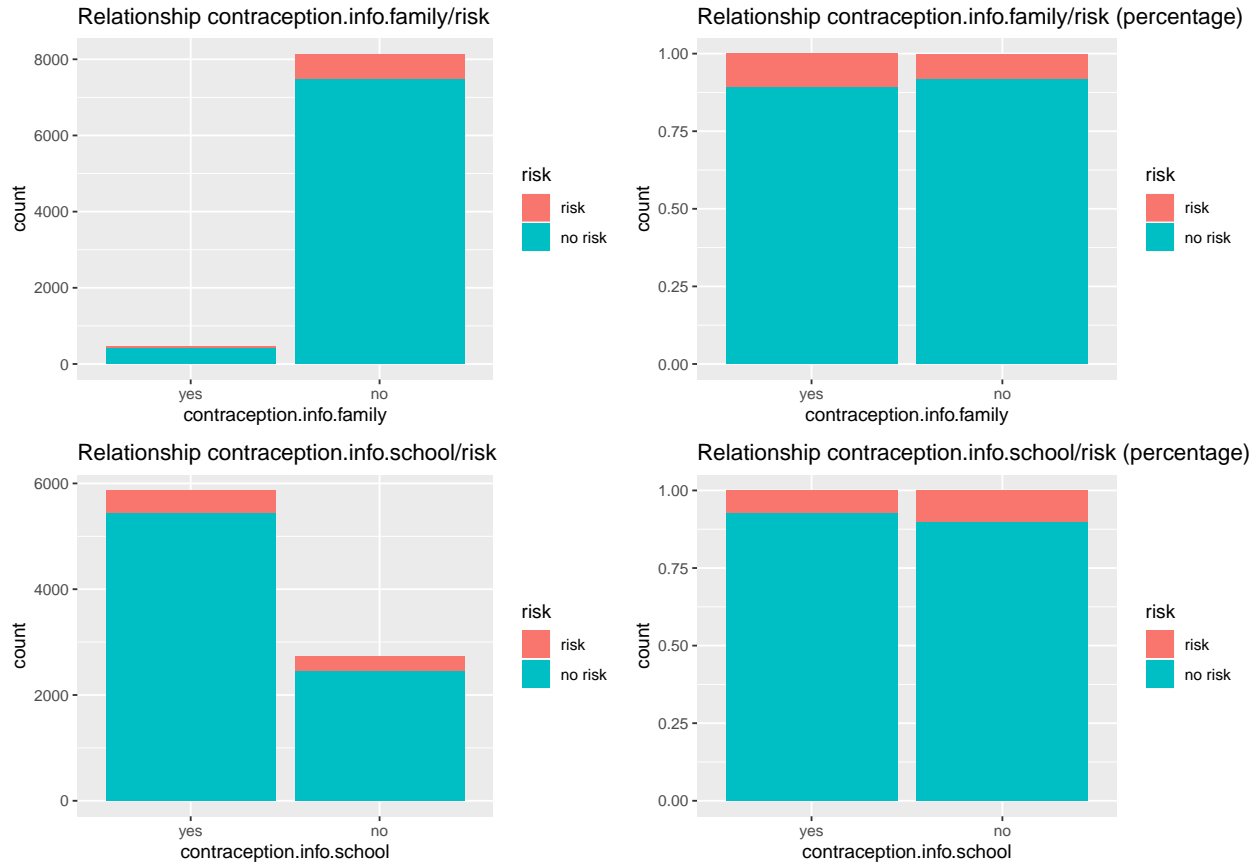 Relationship contraception.info.family/risk
8000
6000
4000
2000
0
count
yes
no
contraception.info.family
risk
risk
no risk
Relationship contraception.info.family/risk (percentage)
1.00
0.75
0.50
0.25
0.00
count
yes
no
contraception.info.family
risk
risk
no risk
Relationship contraception.info.school/risk
6000
4000
2000
0
count
yes
no
contraception.info.school
risk
risk
no risk
Relationship contraception.info.school/risk (percentage)
1.00
0.75
0.50
0.25
0.00
count
yes
no
contraception.info.school
risk
risk
no risk